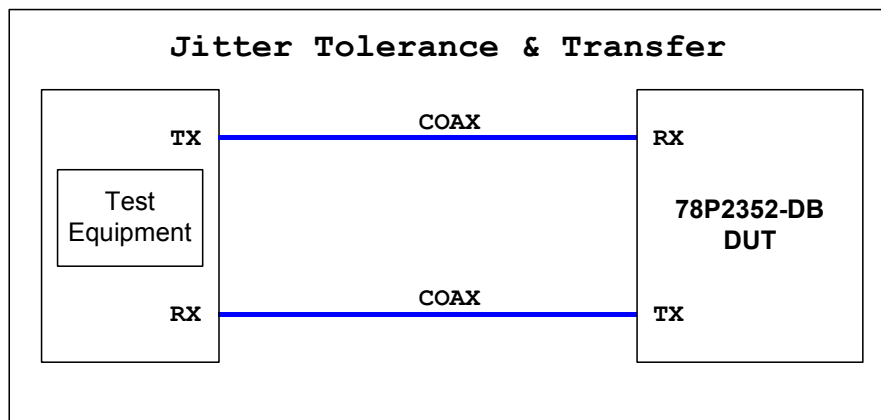 Jitter Tolerance & Transfer
COAX
TX
RX
Test
Equipment
78P2352-DB
DUT
COAX
RX
TX